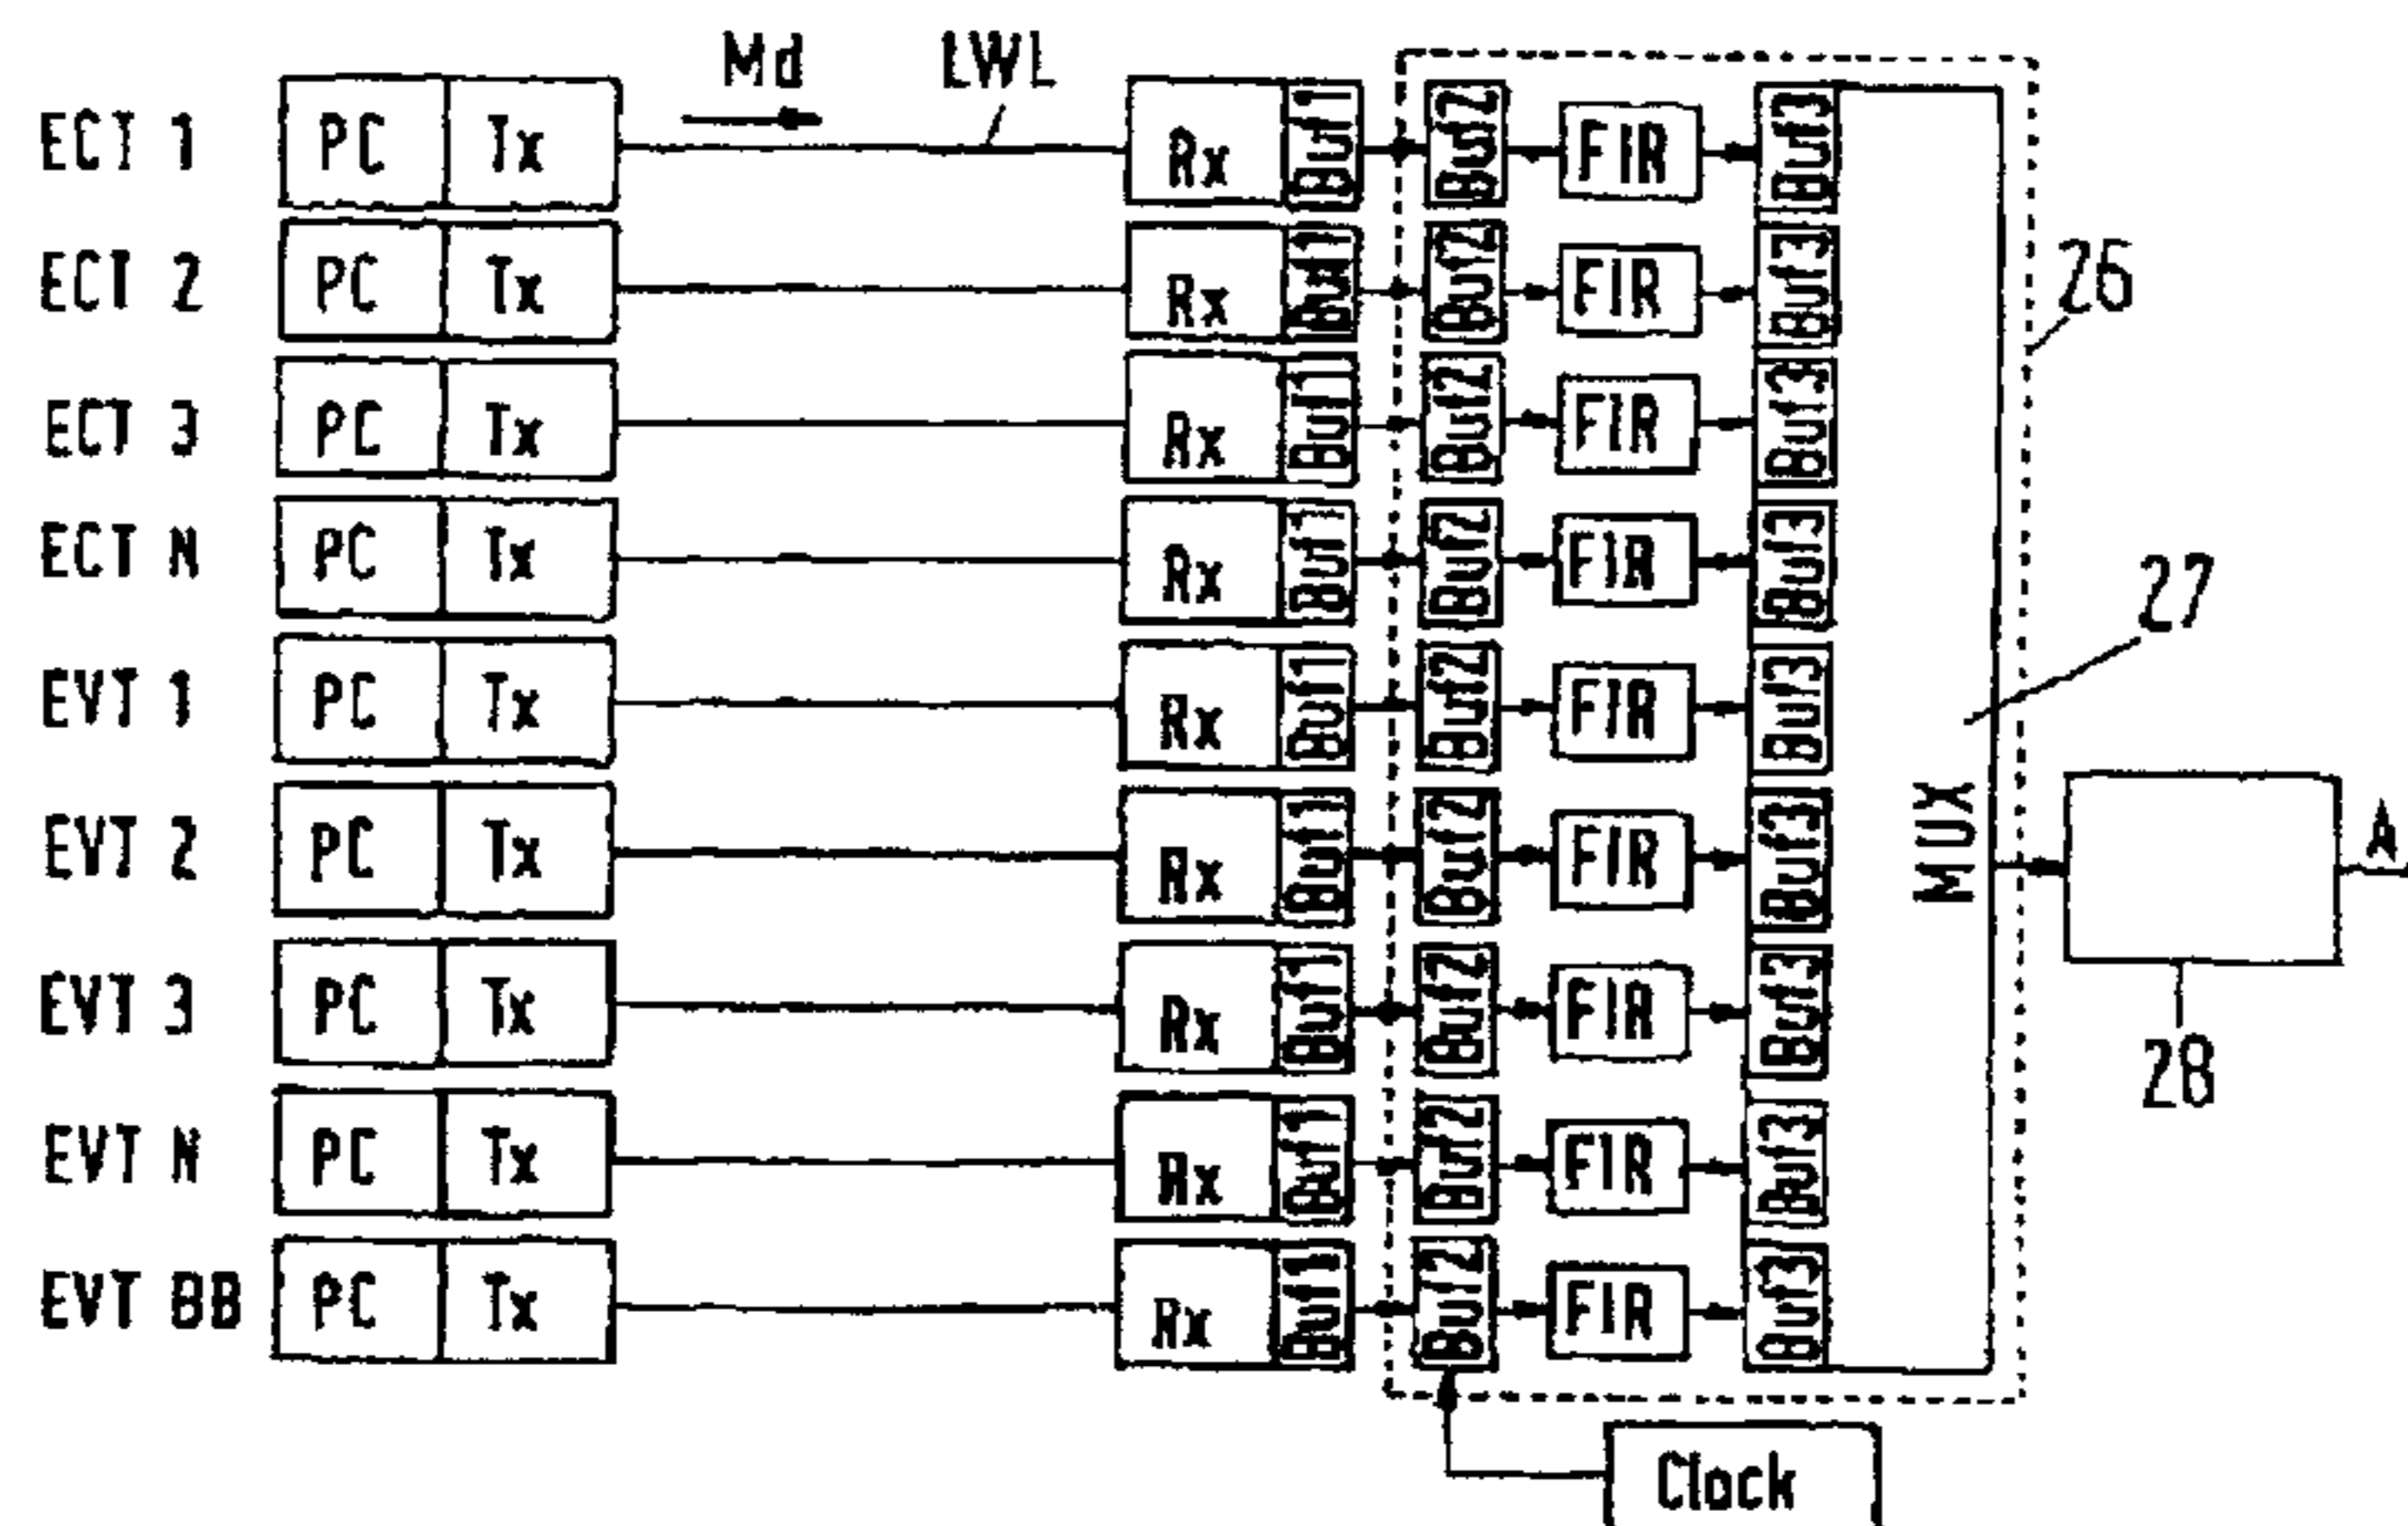 Md LWL
ECT 1 PC Tx Rx Buf1 Buf2 FIR Buf3
ECT 2 PC Tx Rx Buf1 Buf2 FIR Buf3
26
ECT 3 PC Tx Rx Buf1 Buf2 FIR Buf3
ECT N PC Tx Rx Buf1 Buf2 FIR Buf3
27
EVT 1 PC Tx Rx Buf1 Buf2 FIR Buf3
EVT 2 PC Tx Rx Buf1 Buf2 FIR Buf3 MUX A
EVT 3 PC Tx Rx Buf1 Buf2 FIR Buf3
28
EVT N PC Tx Rx Buf1 Buf2 FIR Buf3
EVT BB PC Tx Rx Buf1 Buf2 FIR Buf3
Clock